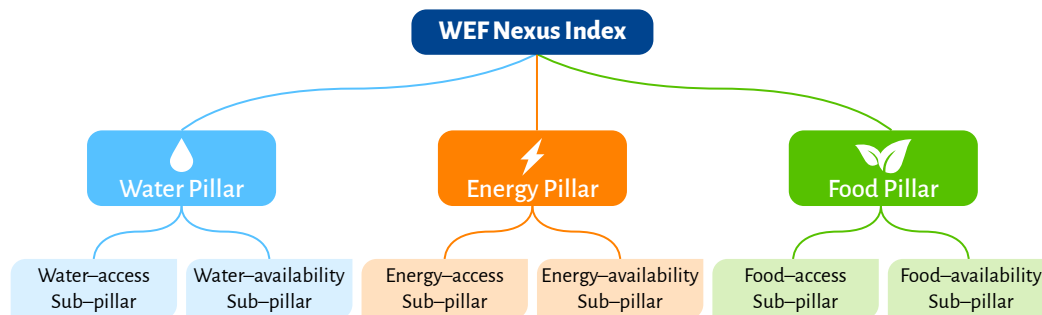 WEF Nexus Index
Water Pillar
Energy Pillar
Food Pillar
Water–access
Sub–pillar
Water–availability
Sub–pillar
Energy–access
Sub–pillar
Energy–availability
Sub–pillar
Food–access
Sub–pillar
Food–availability
Sub–pillar